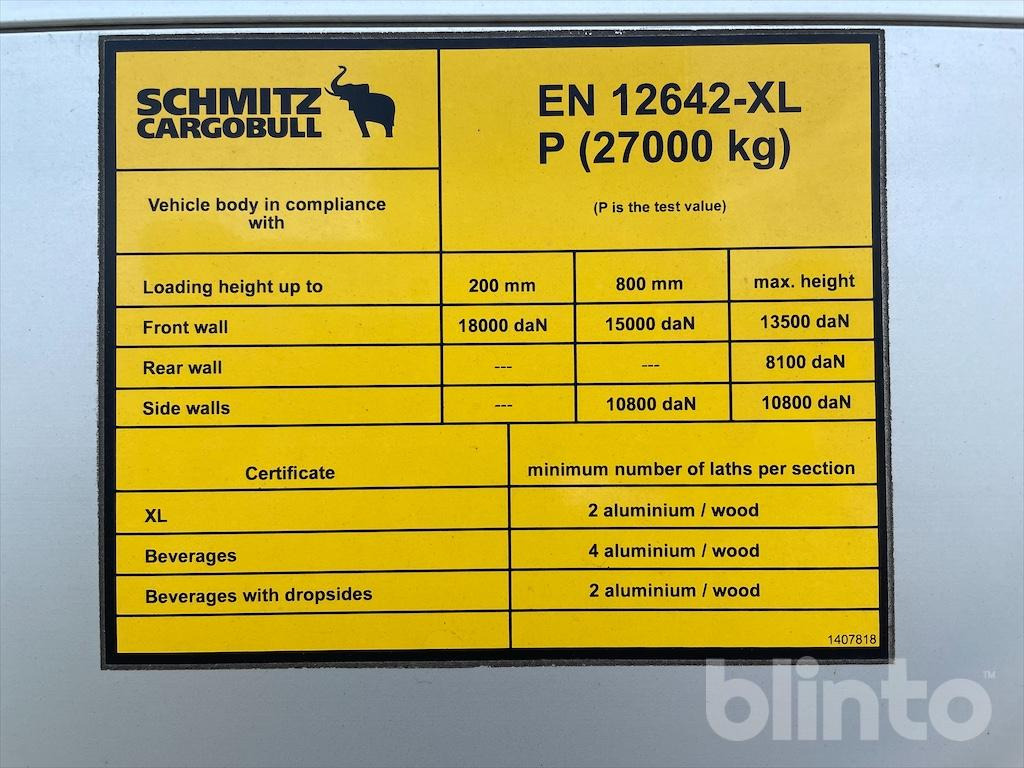 SCHMITZ
CARGOBULL
EN 12642-XL
P (27000 kg)
(P is the test value)
Vehicle body in compliance
with
Loading height up to 200 mm 800 mm max. height
Front wall 18000 daN 15000 daN 13500 daN
Rear wall --- --- 8100 daN
Side walls --- 10800 daN 10800 daN
Certificate minimum number of laths per section
XL 2 aluminium / wood
Beverages 4 aluminium / wood
Beverages with dropsides 2 aluminium / wood
1407818
blinto™